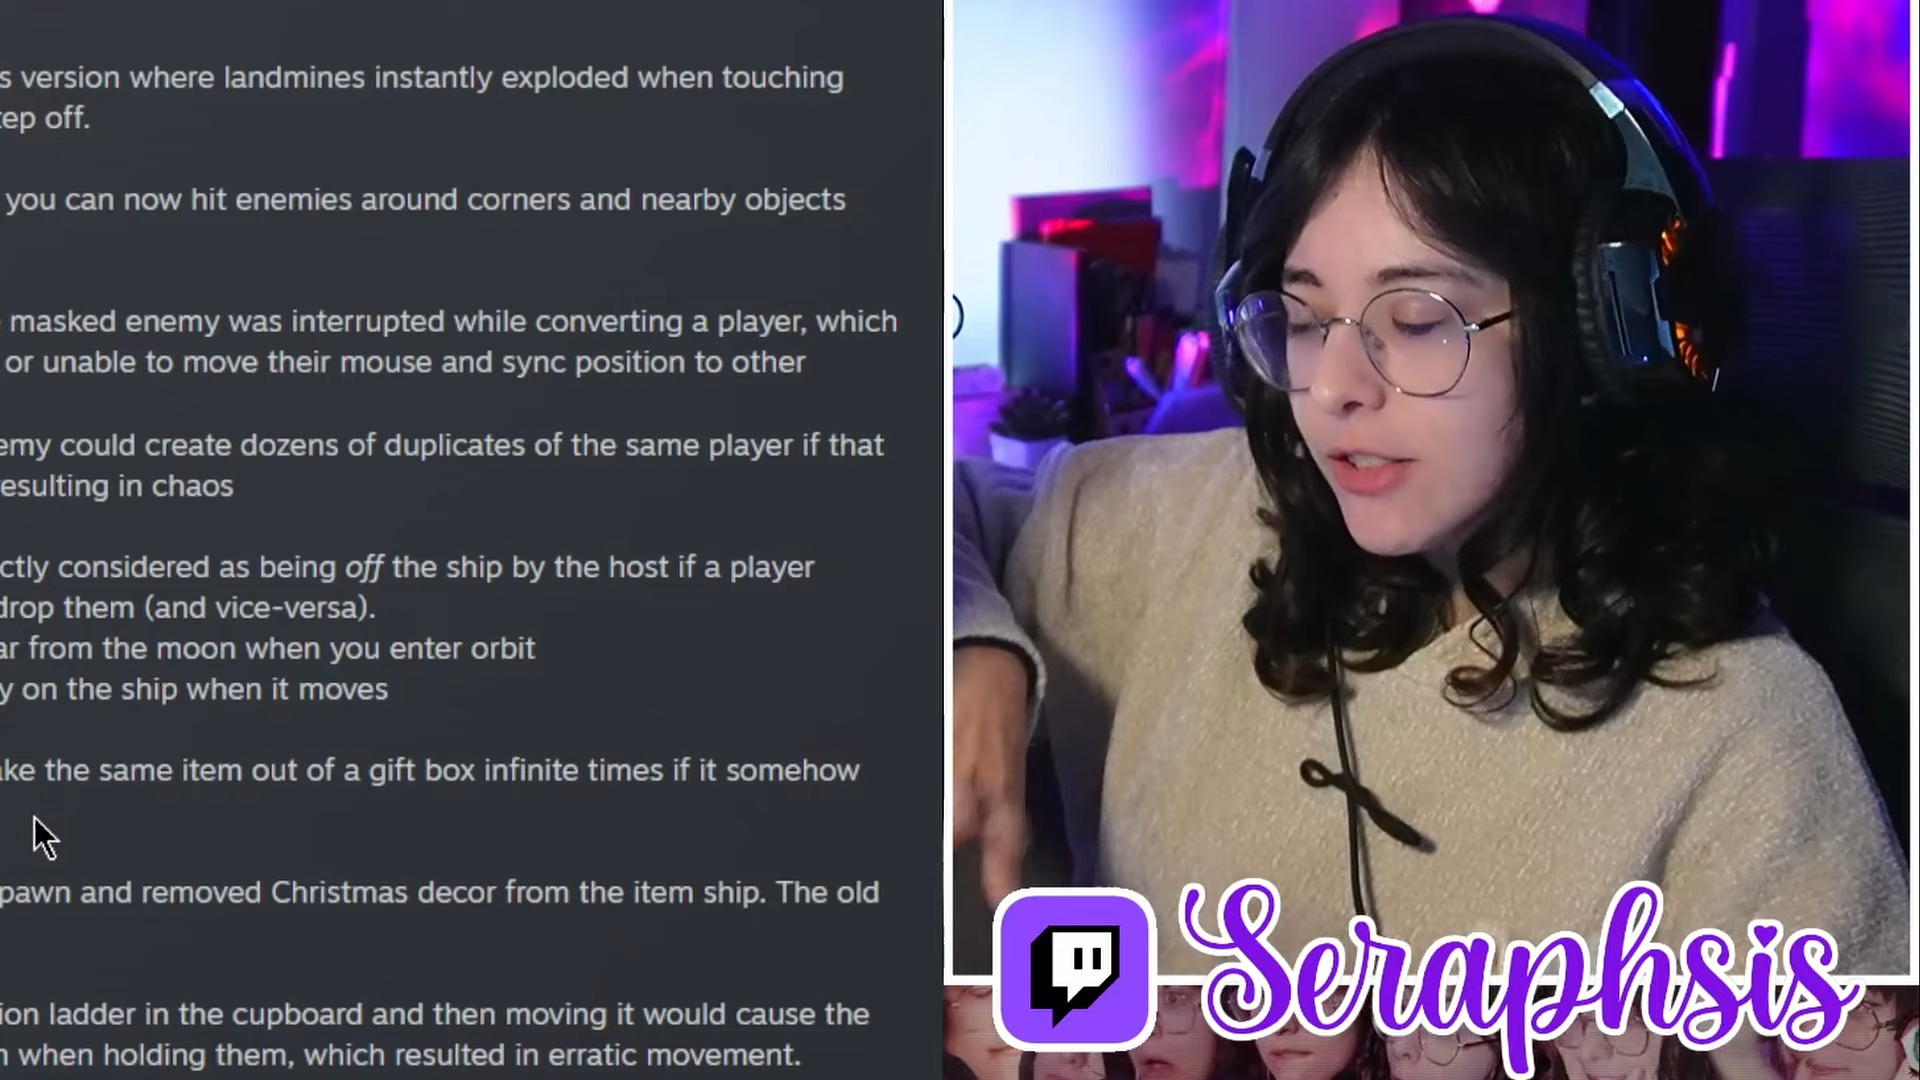 s version where landmines instantly exploded when touching
tep off.
you can now hit enemies around corners and nearby objects
masked enemy was interrupted while converting a player, which
or unable to move their mouse and sync position to other
emy could create dozens of duplicates of the same player if that
esulting in chaos
ctly considered as being off the ship by the host if a player
drop them (and vice-versa).
ar from the moon when you enter orbit
y on the ship when it moves
ake the same item out of a gift box infinite times if it somehow
pawn and removed Christmas decor from the item ship. The old
ion ladder in the cupboard and then moving it would cause the
n when holding them, which resulted in erratic movement.
Seraphsis